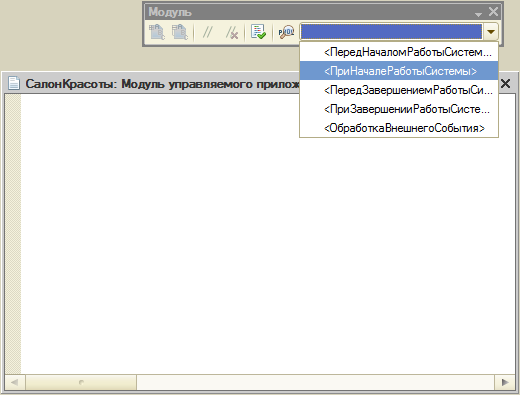 Модуль
<ПередНачаломРаботыСистем...
<ПриНачалеРаботыСистемы>
СалонКрасоты: Модуль управляемого прилож
<ПередЗавершениемРаботыСи...
<ПриЗавершенииРаботыСисте...
<ОбработкаВнешнегоСобытия>